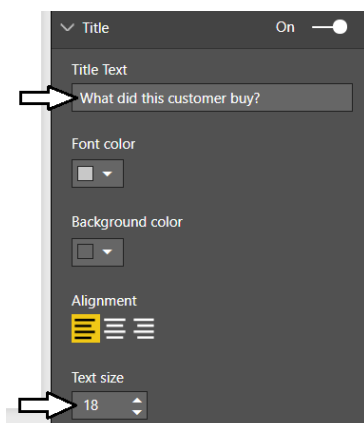 Title On
Title Text
What did this customer buy?
Font color
Background color
Alignment
Text size
18